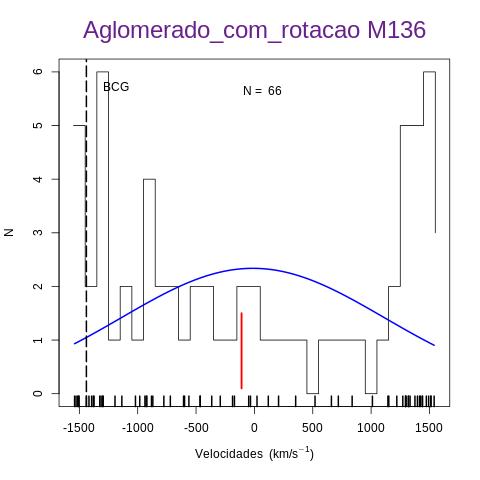 Aglomerado_com_rotacao M136
BCG
N = 66
6
5
4
3
2
1
0
N
-1500 -1000 -500 0 500 1000 1500
Velocidades (km/s⁻¹)